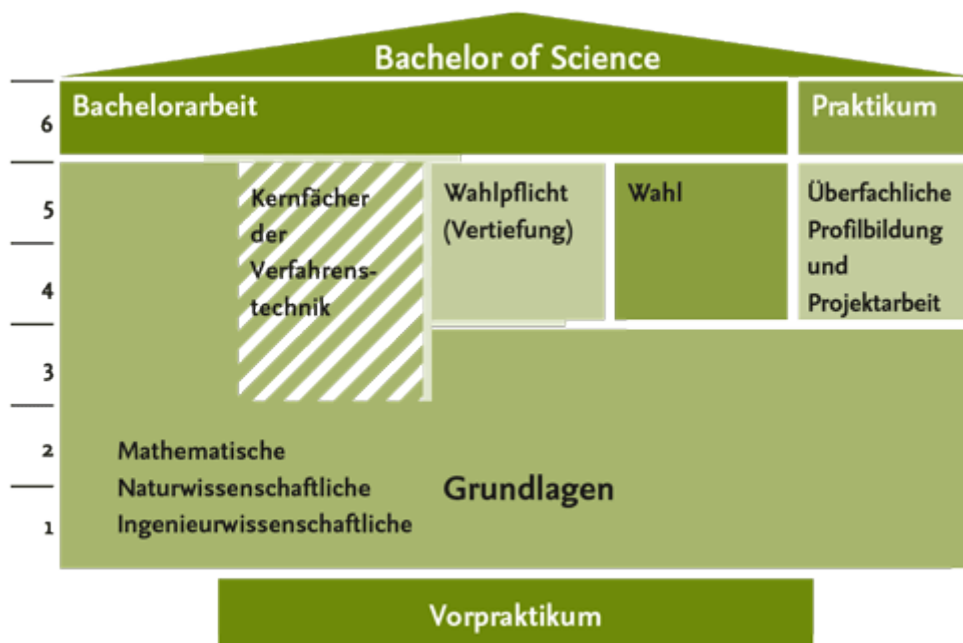 Bachelor of Science
6
Bachelorarbeit
Praktikum
5
Kernfächer
der
Verfahrens-
technik
Wahlpflicht
(Vertiefung)
Wahl
Überfachliche
Profilbildung
und
Projektarbeit
4
3
2
Mathematische
Naturwissenschaftliche
Ingenieurwissenschaftliche
Grundlagen
1
Vorpraktikum